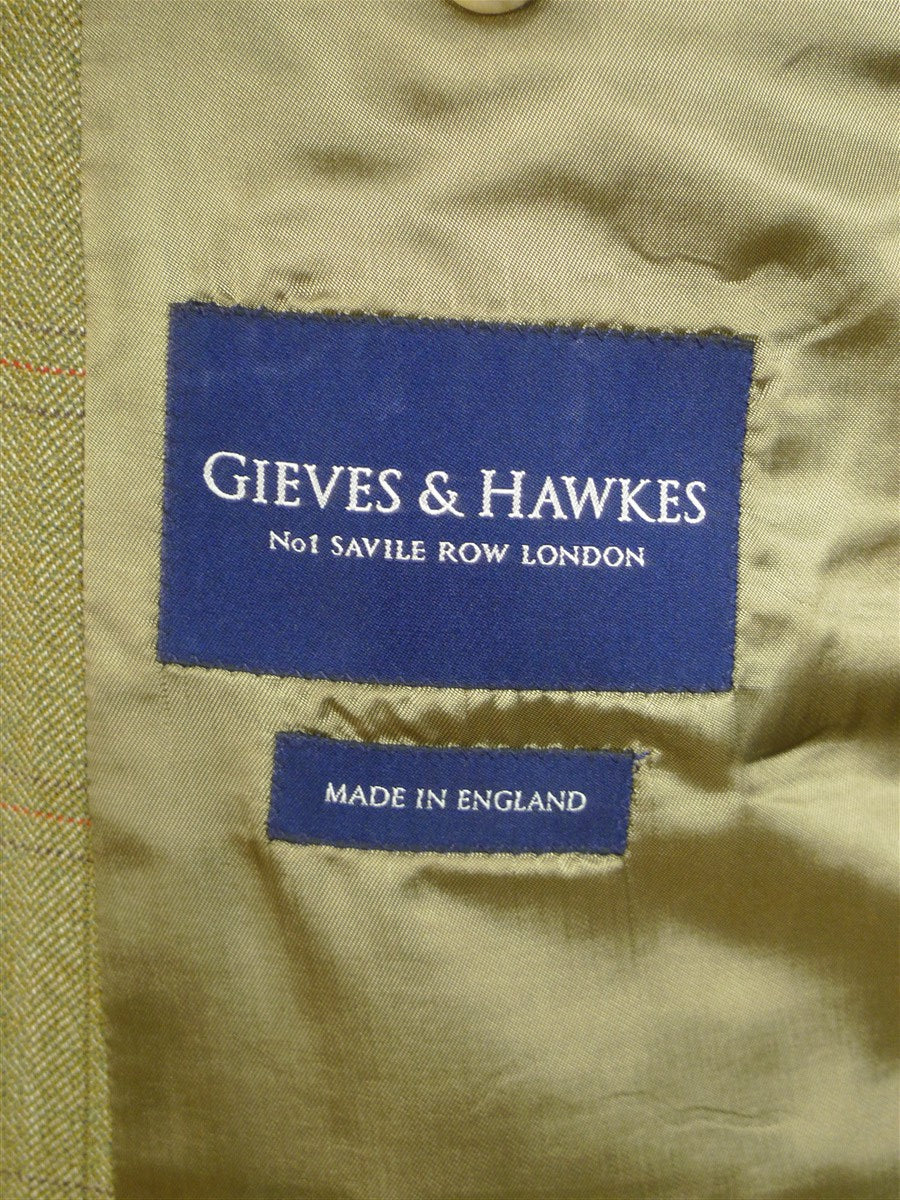 GIEVES & HAWKES
No1 SAVILE ROW LONDON
MADE IN ENGLAND